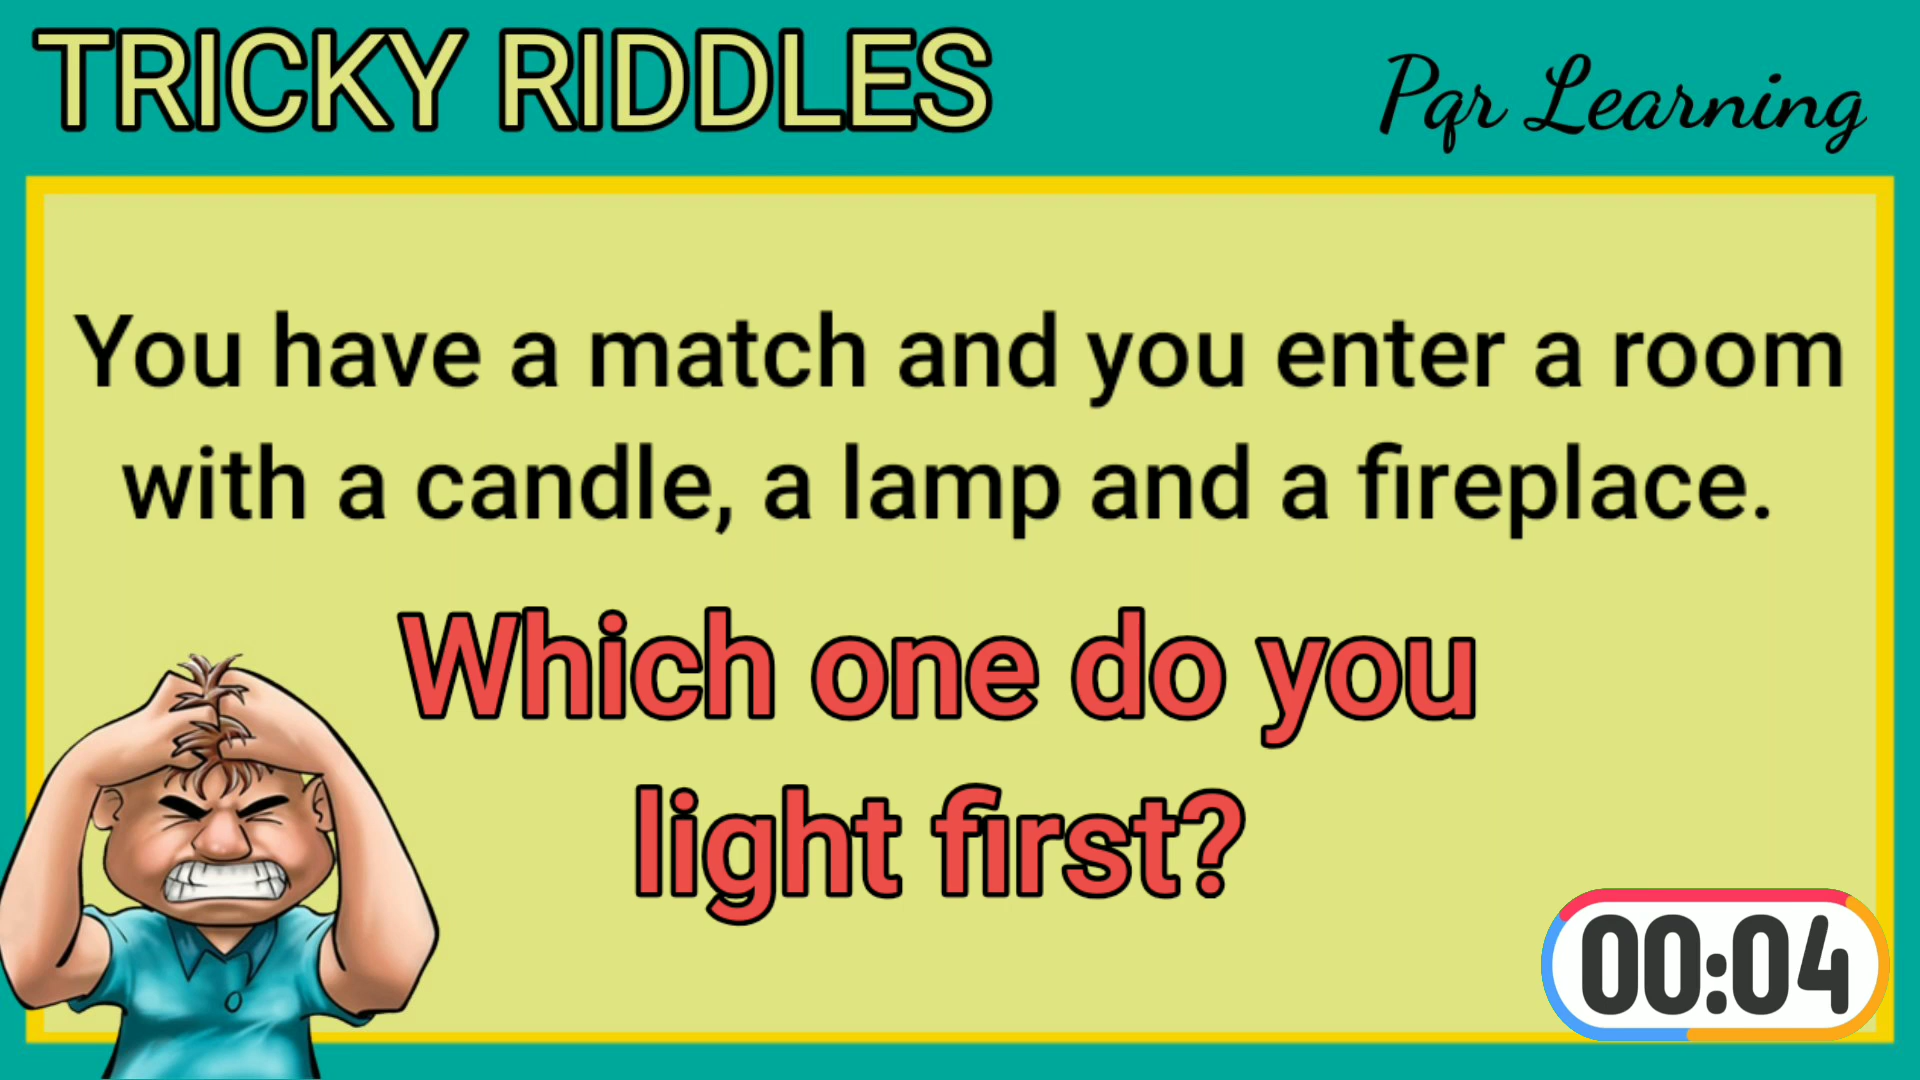 TRICKY RIDDLES
Pqr Learning
You have a match and you enter a room
with a candle, a lamp and a fireplace.
Which one do you
light first?
00:04